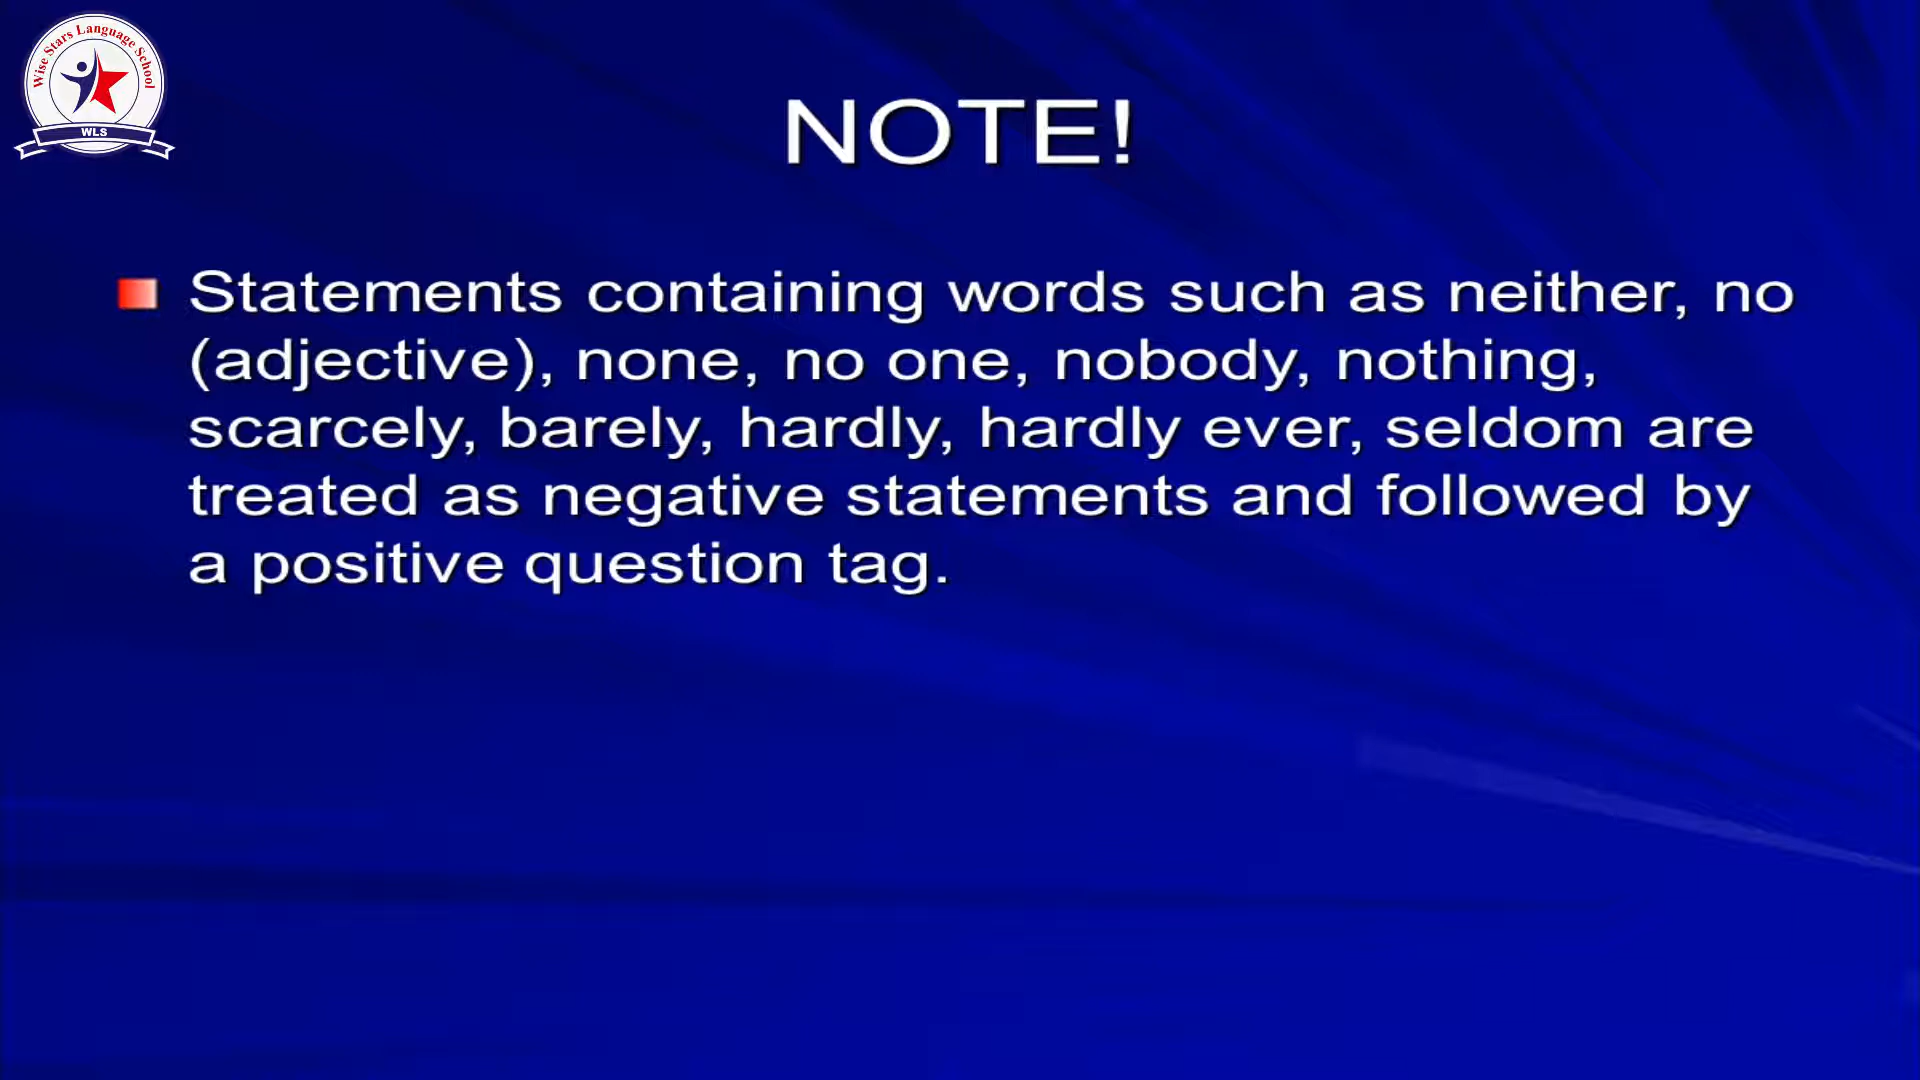 Wise Stars Language School
WLS
NOTE!
Statements containing words such as neither, no
(adjective), none, no one, nobody, nothing,
scarcely, barely, hardly, hardly ever, seldom are
treated as negative statements and followed by
a positive question tag.